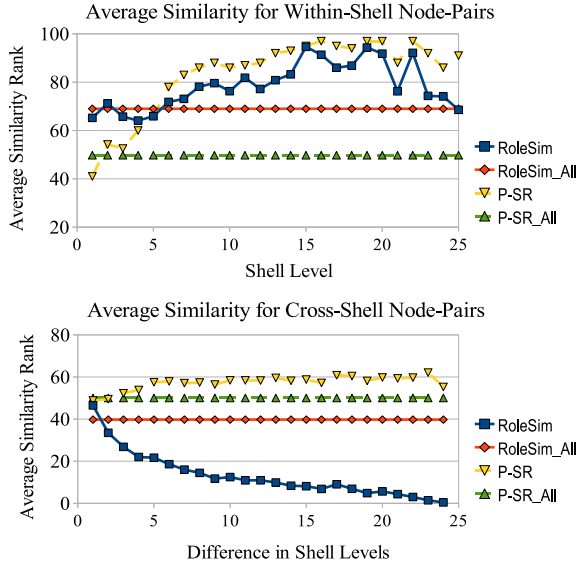 Average Similarity for Within-Shell Node-Pairs
Average Similarity Rank
100
80
60
40
20
0 5 10 15 20 25
Shell Level
RoleSim
RoleSim_All
P-SR
P-SR_All
Average Similarity for Cross-Shell Node-Pairs
Average Similarity Rank
80
60
40
20
0
0 5 10 15 20 25
Difference in Shell Levels
RoleSim
RoleSim_All
P-SR
P-SR_All